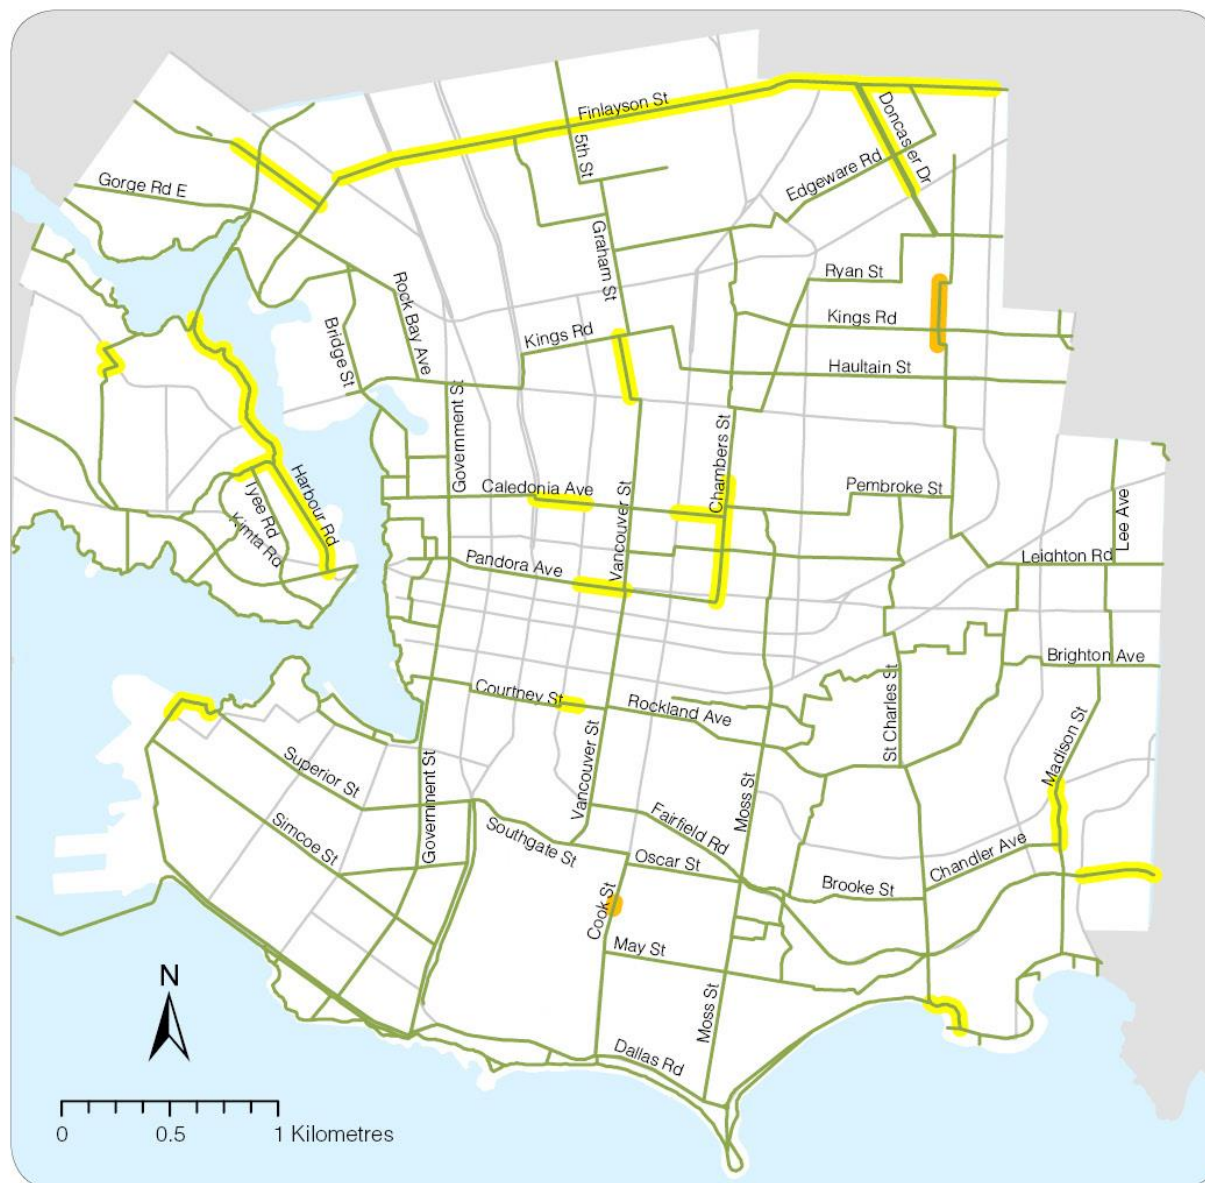 Finlayson St
5th St
Doncaster Dr
Edgeware Rd
Gorge Rd E
Graham St
Rock Bay Ave
Ryan St
Bridge St
Kings Rd
Kings Rd
Haultain St
Government St
Chambers St
Caledonia Ave
Pembroke St
Harbour Rd
Tyee Rd
Kimta Rd
Vancouver St
Lee Ave
Pandora Ave
Leighton Rd
Brighton Ave
Courtney St
Rockland Ave
St Charles St
Madison St
Superior St
Government St
Vancouver St
Moss St
Fairfield Rd
Southgate St
Simcoe St
Oscar St
Chandler Ave
Brooke St
Cook St
May St
N
Moss St
Dallas Rd
0 0.5 1 Kilometres